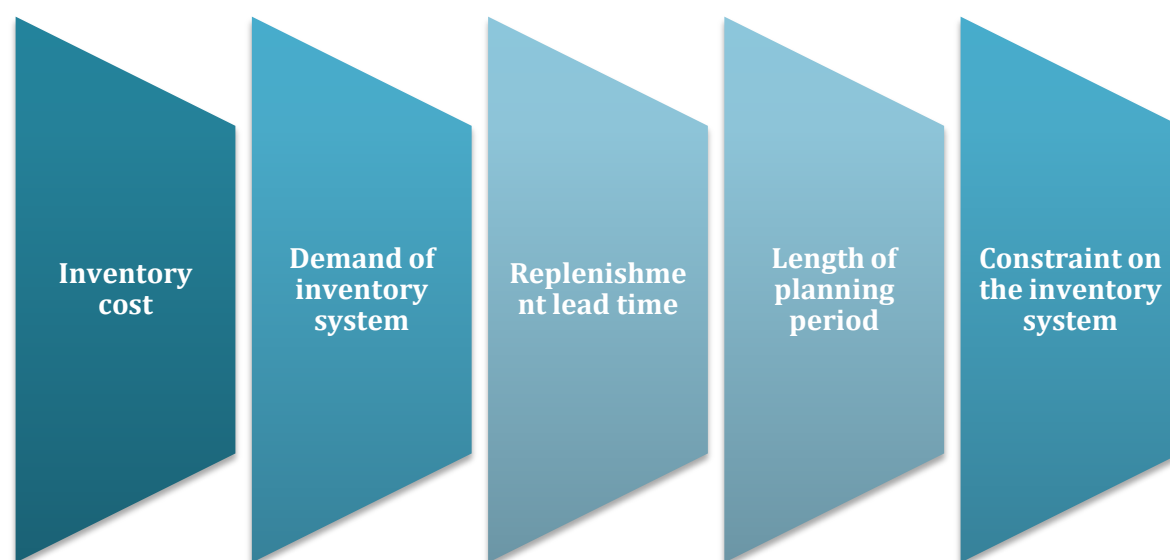 Inventory
cost
Demand of
inventory
system
Replenishme
nt lead time
Length of
planning
period
Constraint on
the inventory
system